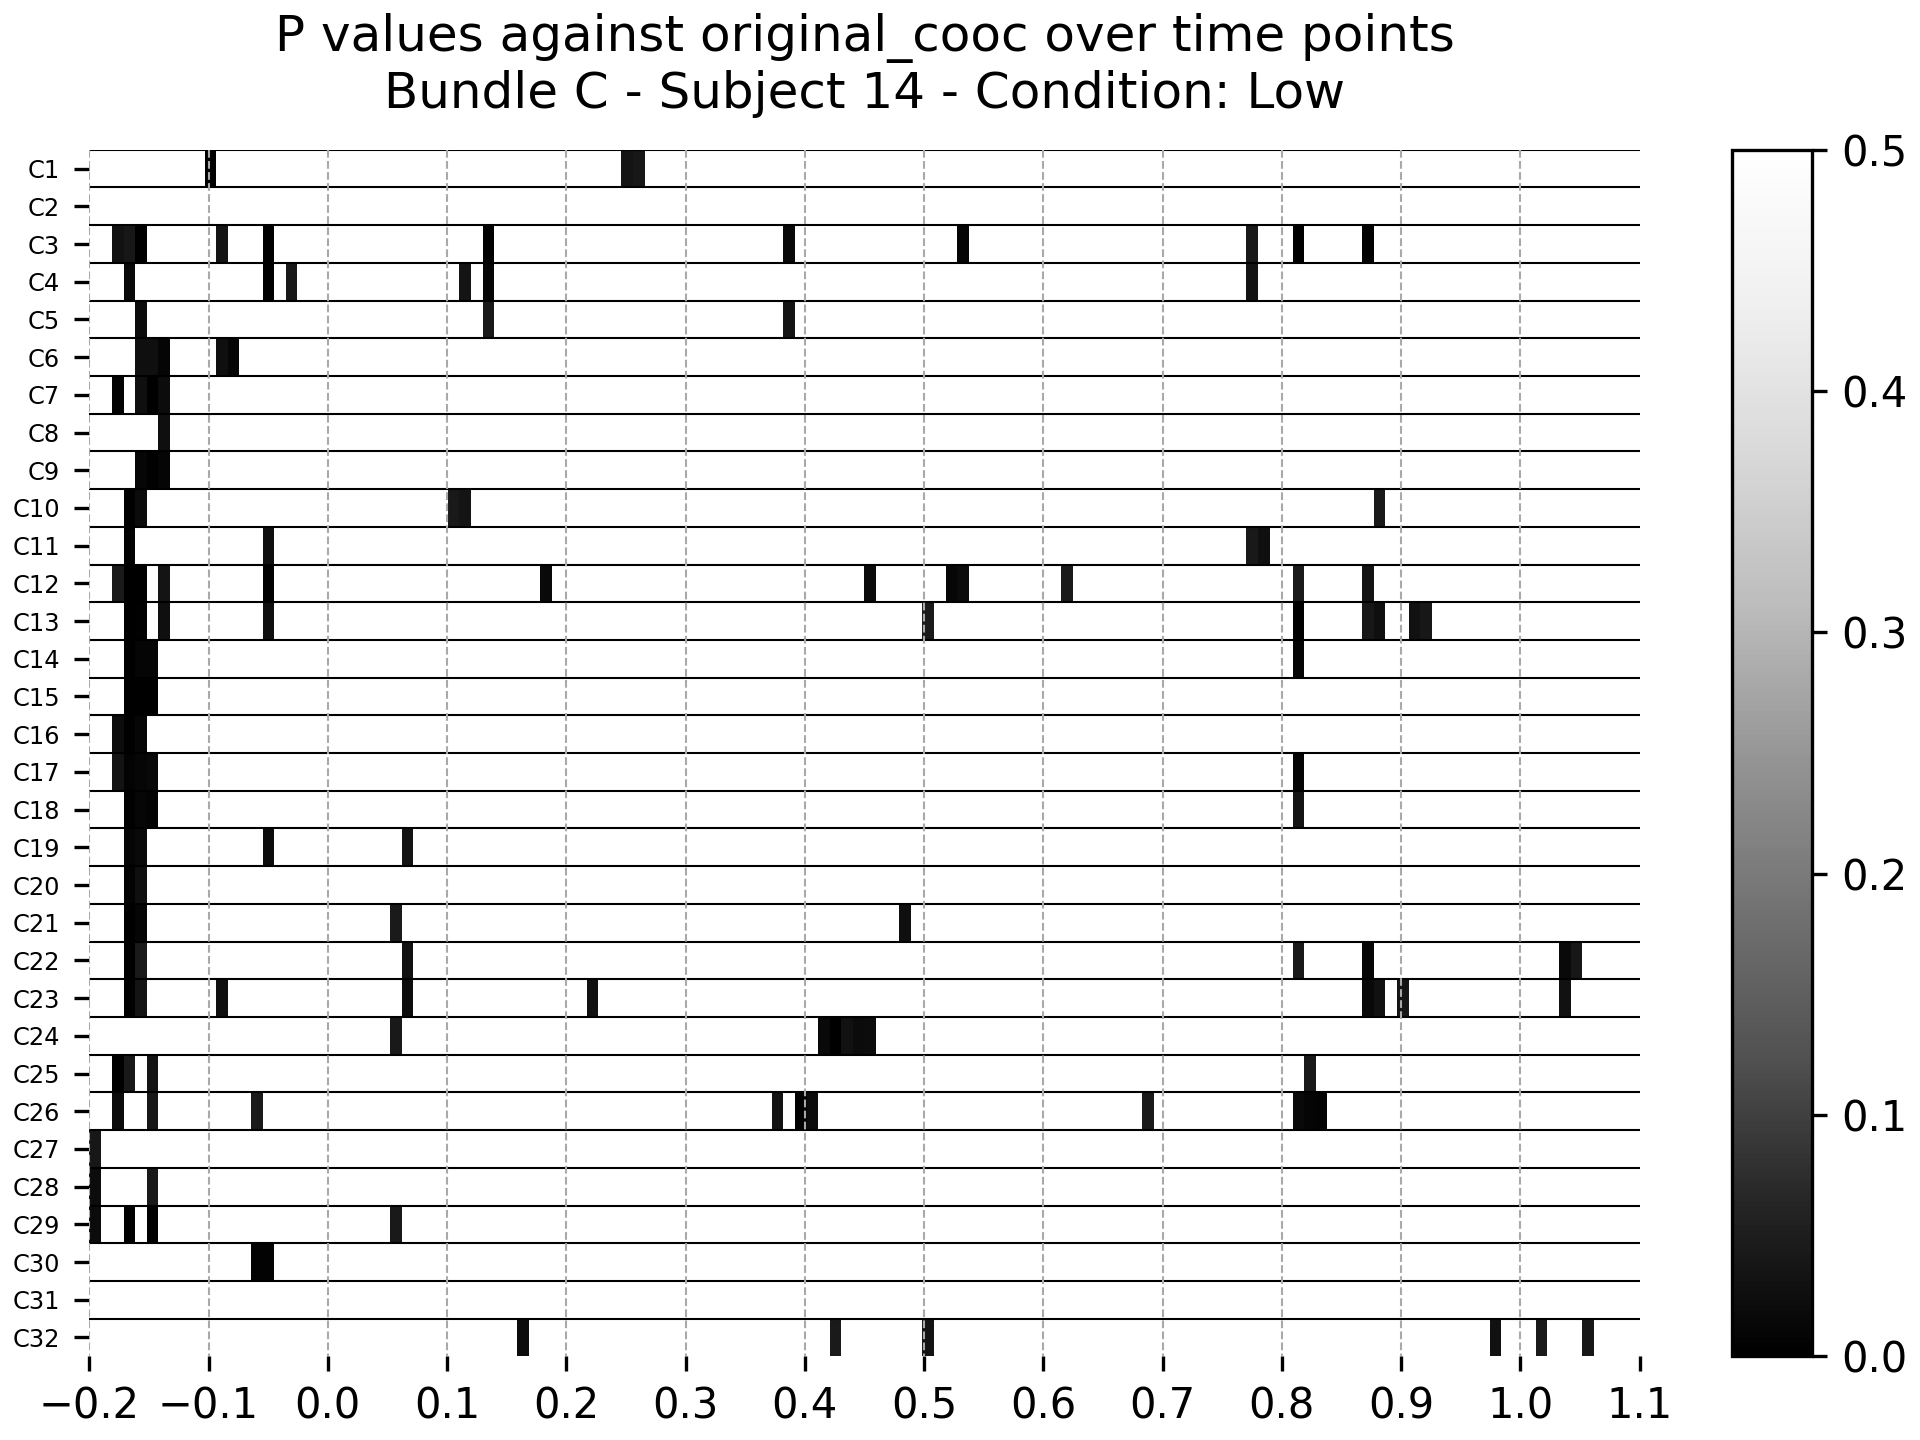 P values against original_cooc over time points
Bundle C - Subject 14 - Condition: Low
C1
C2
C3
C4
C5
C6
C7
C8
C9
C10
C11
C12
C13
C14
C15
C16
C17
C18
C19
C20
C21
C22
C23
C24
C25
C26
C27
C28
C29
C30
C31
C32
−0.2 −0.1 0.0 0.1 0.2 0.3 0.4 0.5 0.6 0.7 0.8 0.9 1.0 1.1
0.5
0.4
0.3
0.2
0.1
0.0